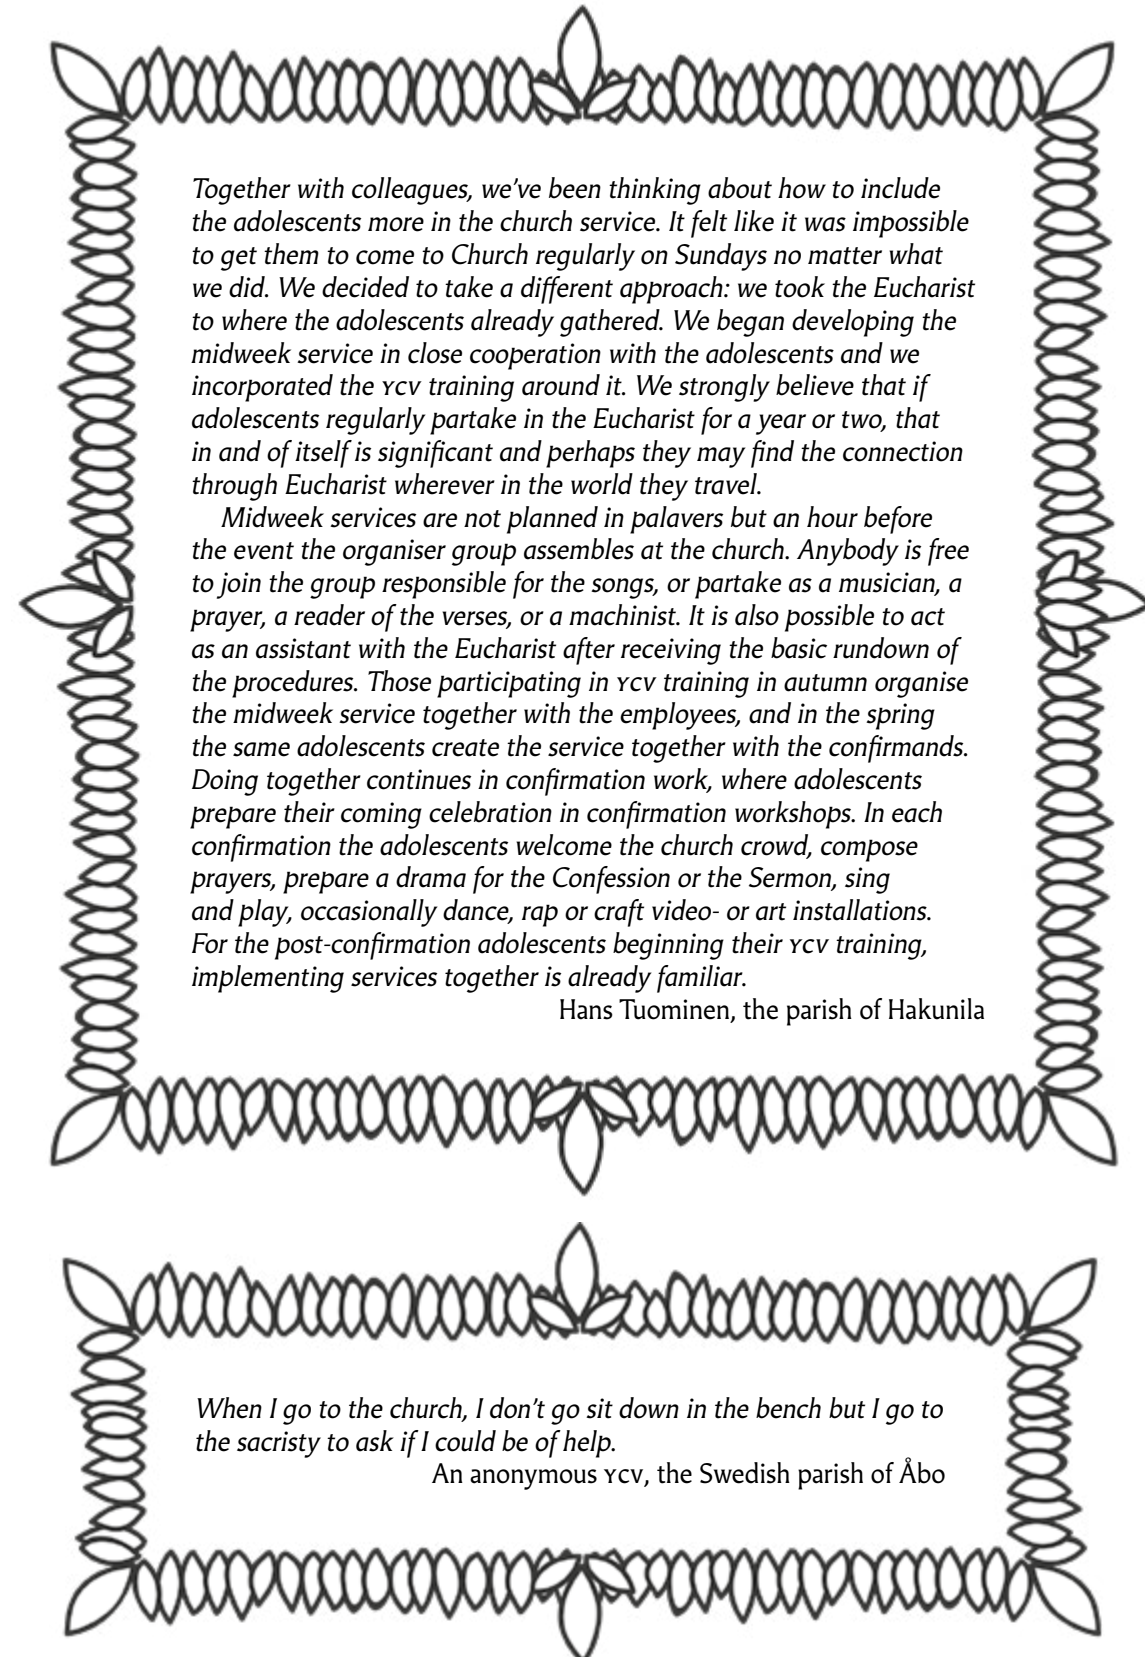 Together with colleagues, we've been thinking about how to include
the adolescents more in the church service. It felt like it was impossible
to get them to come to Church regularly on Sundays no matter what
we did. We decided to take a different approach: we took the Eucharist
to where the adolescents already gathered. We began developing the
midweek service in close cooperation with the adolescents and we
incorporated the YCV training around it. We strongly believe that if
adolescents regularly partake in the Eucharist for a year or two, that
in and of itself is significant and perhaps they may find the connection
through Eucharist wherever in the world they travel.
Midweek services are not planned in palavers but an hour before
the event the organiser group assembles at the church. Anybody is free
to join the group responsible for the songs, or partake as a musician, a
prayer, a reader of the verses, or a machinist. It is also possible to act
as an assistant with the Eucharist after receiving the basic rundown of
the procedures. Those participating in YCV training in autumn organise
the midweek service together with the employees, and in the spring
the same adolescents create the service together with the confirmands.
Doing together continues in confirmation work, where adolescents
prepare their coming celebration in confirmation workshops. In each
confirmation the adolescents welcome the church crowd, compose
prayers, prepare a drama for the Confession or the Sermon, sing
and play, occasionally dance, rap or craft video- or art installations.
For the post-confirmation adolescents beginning their YCV training,
implementing services together is already familiar.
Hans Tuominen, the parish of Hakunila
When I go to the church, I don't go sit down in the bench but I go to
the sacristy to ask if I could be of help.
An anonymous YCV, the Swedish parish of Åbo